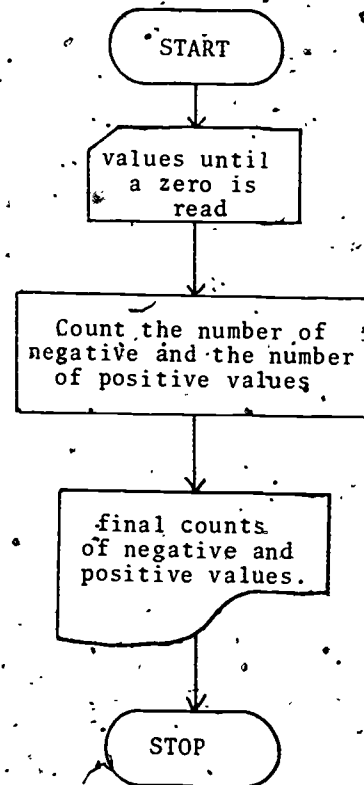 START
values until
a zero is
read
Count the number of
negative and the number
of positive values
final counts
of negative and
positive values.
STOP